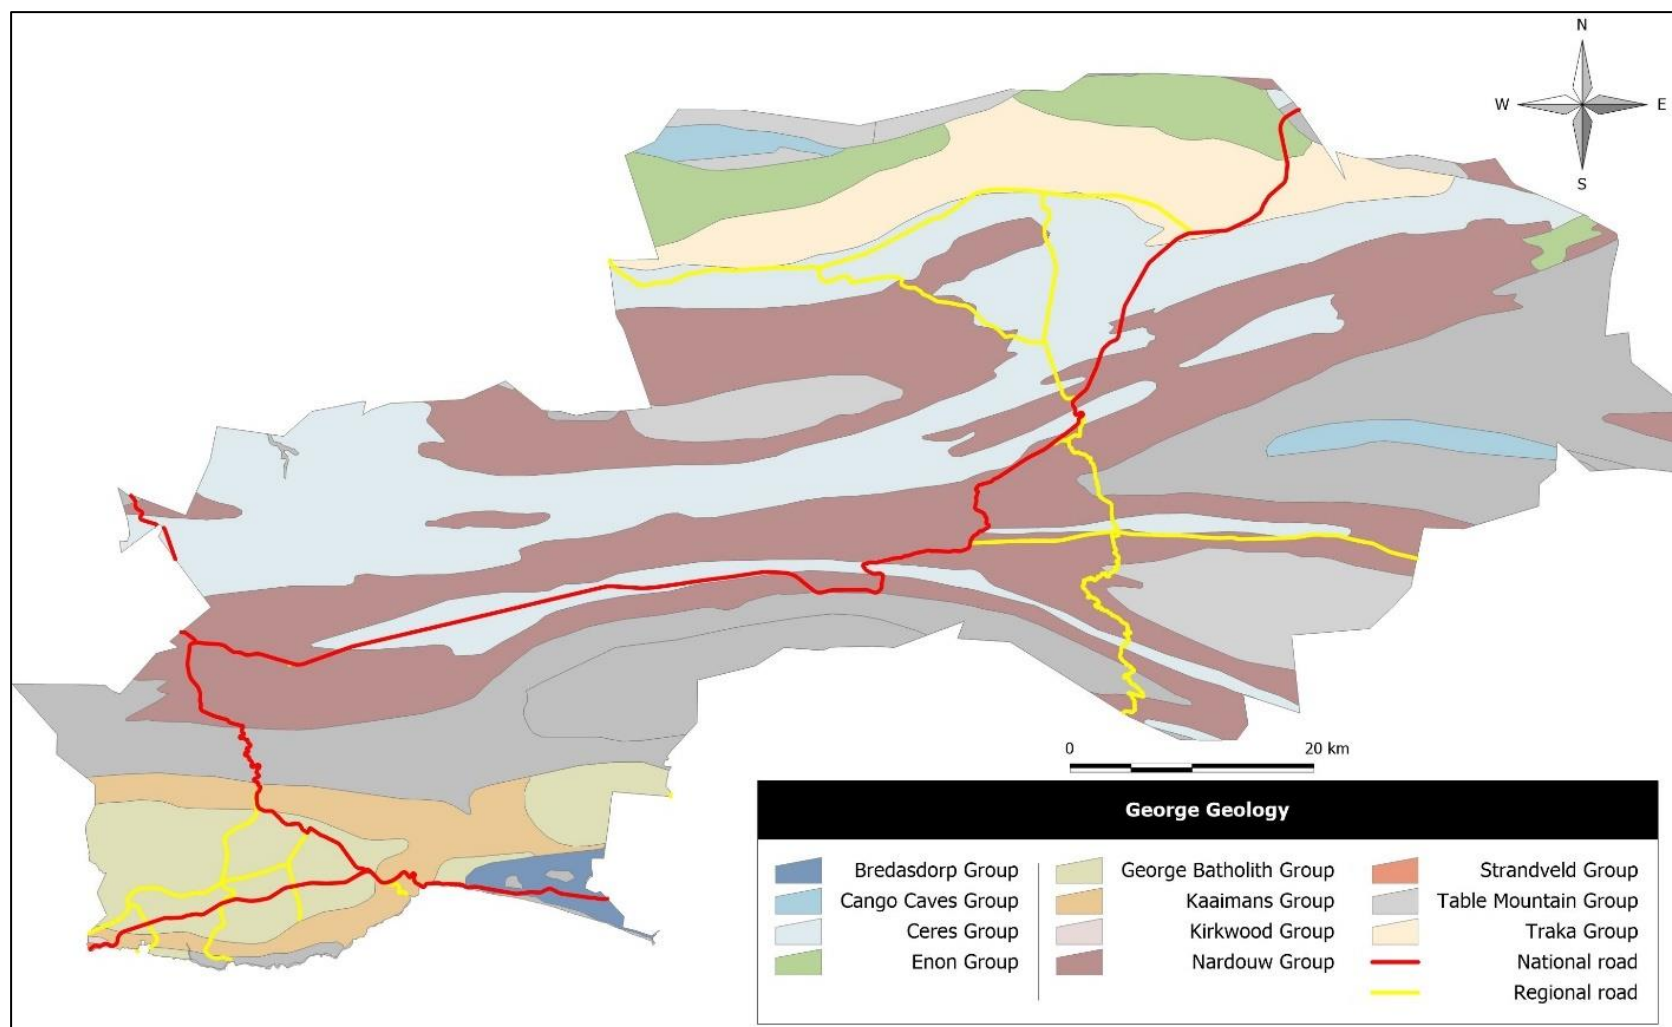 N
W E
S
0 20 km
George Geology
Bredasdorp Group
Cango Caves Group
Ceres Group
Enon Group
George Batholith Group
Kaaimans Group
Kirkwood Group
Nardouw Group
Strandveld Group
Table Mountain Group
Traka Group
National road
Regional road